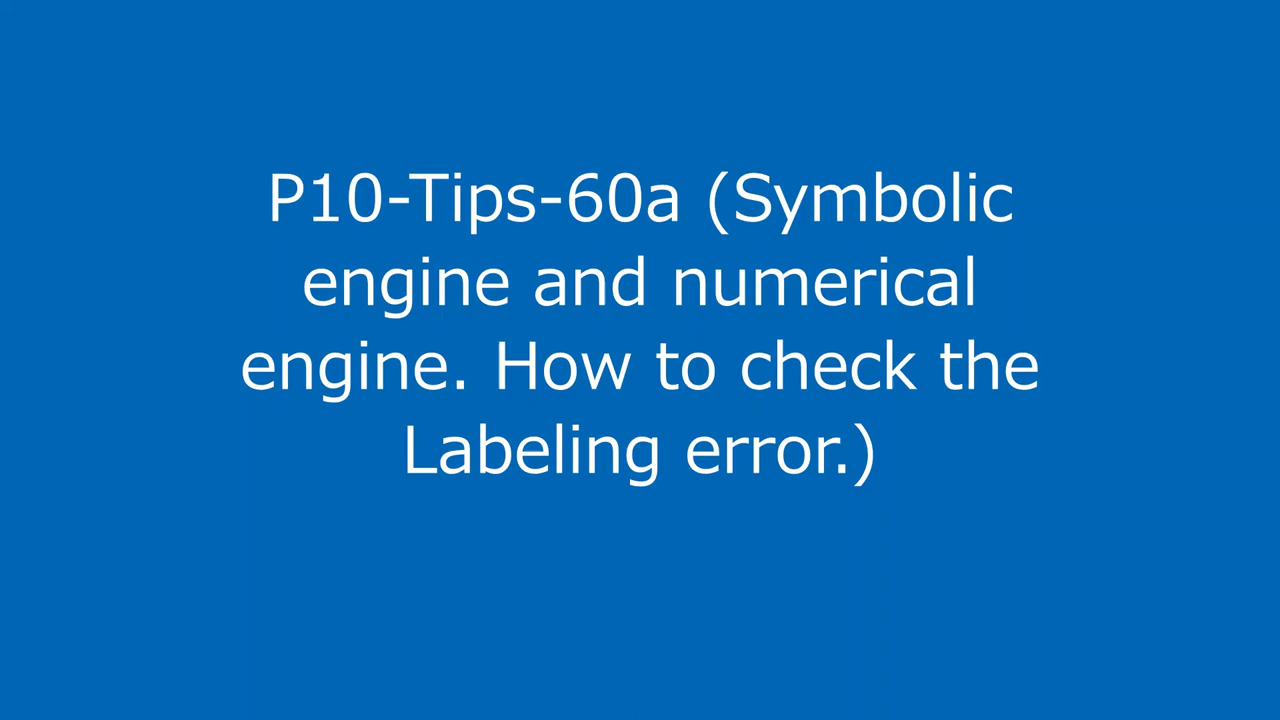 P10-Tips-60a (Symbolic
engine and numerical
engine. How to check the
Labeling error.)